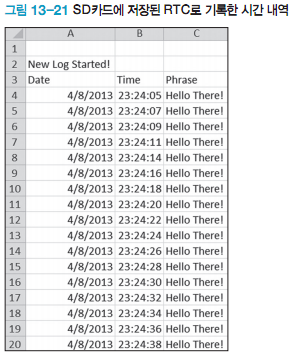 그림 13-21 SD카드에 저장된 RTC로 기록한 시간 내역
A B C
1
2 New Log Started!
3 Date Time Phrase
4 4/8/2013 23:24:05 Hello There!
5 4/8/2013 23:24:07 Hello There!
6 4/8/2013 23:24:09 Hello There!
7 4/8/2013 23:24:11 Hello There!
8 4/8/2013 23:24:14 Hello There!
9 4/8/2013 23:24:16 Hello There!
10 4/8/2013 23:24:18 Hello There!
11 4/8/2013 23:24:20 Hello There!
12 4/8/2013 23:24:22 Hello There!
13 4/8/2013 23:24:24 Hello There!
14 4/8/2013 23:24:26 Hello There!
15 4/8/2013 23:24:28 Hello There!
16 4/8/2013 23:24:30 Hello There!
17 4/8/2013 23:24:32 Hello There!
18 4/8/2013 23:24:34 Hello There!
19 4/8/2013 23:24:36 Hello There!
20 4/8/2013 23:24:38 Hello There!